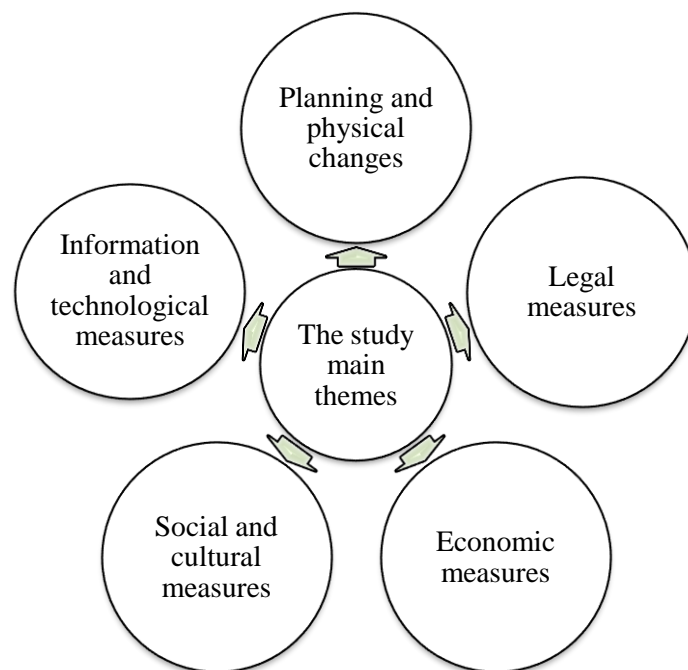 Planning and
physical
changes
Information
and
technological
measures
Legal
measures
The study
main
themes
Social and
cultural
measures
Economic
measures